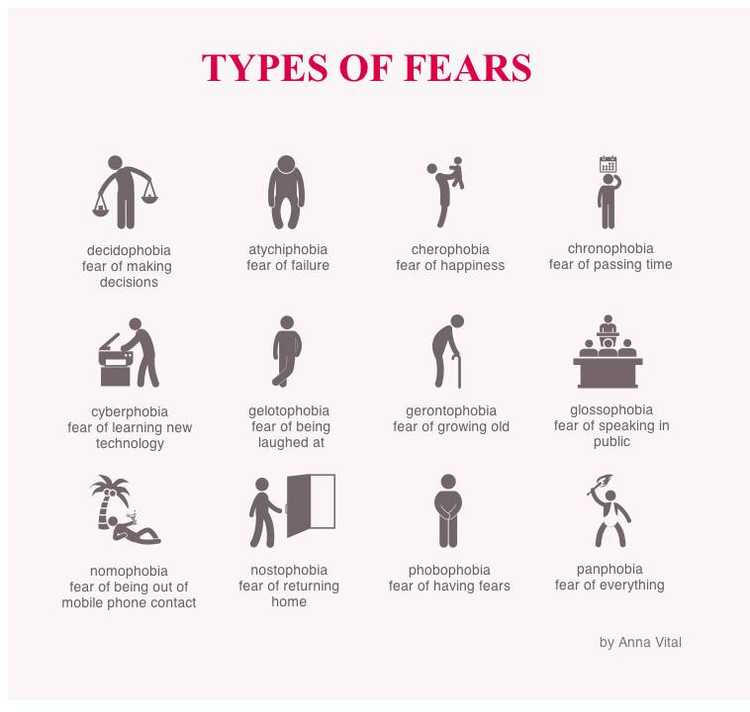 TYPES OF FEARS
decidophobia
fear of making
decisions
atychiphobia
fear of failure
cherophobia
fear of happiness
chronophobia
fear of passing time
cyberphobia
fear of learning new
technology
gelotophobia
fear of being
laughed at
gerontophobia
fear of growing old
glossophobia
fear of speaking in
public
nomophobia
fear of being out of
mobile phone contact
nostophobia
fear of returning
home
phobophobia
fear of having fears
panphobia
fear of everything
by Anna Vital